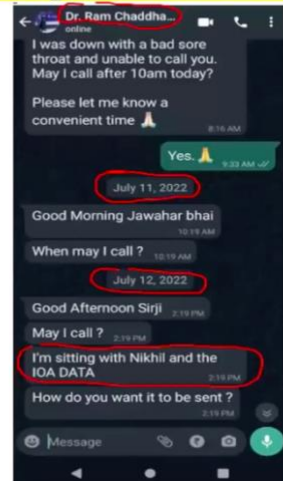 Dr. Ram Chaddha...
online
I was down with a bad sore
throat and unable to call you.
May I call after 10am today?
Please let me know a
convenient time 🙏
8:16 AM
Yes.🙏
9:33 AM
July 11, 2022
Good Morning Jawahar bhai
10:19 AM
When may I call ?
10:19 AM
July 12, 2022
Good Afternoon Sirji
2:19 PM
May I call ?
2:19 PM
I'm sitting with Nikhil and the
IOA DATA
2:19 PM
How do you want it to be sent ?
2:19 PM
Message